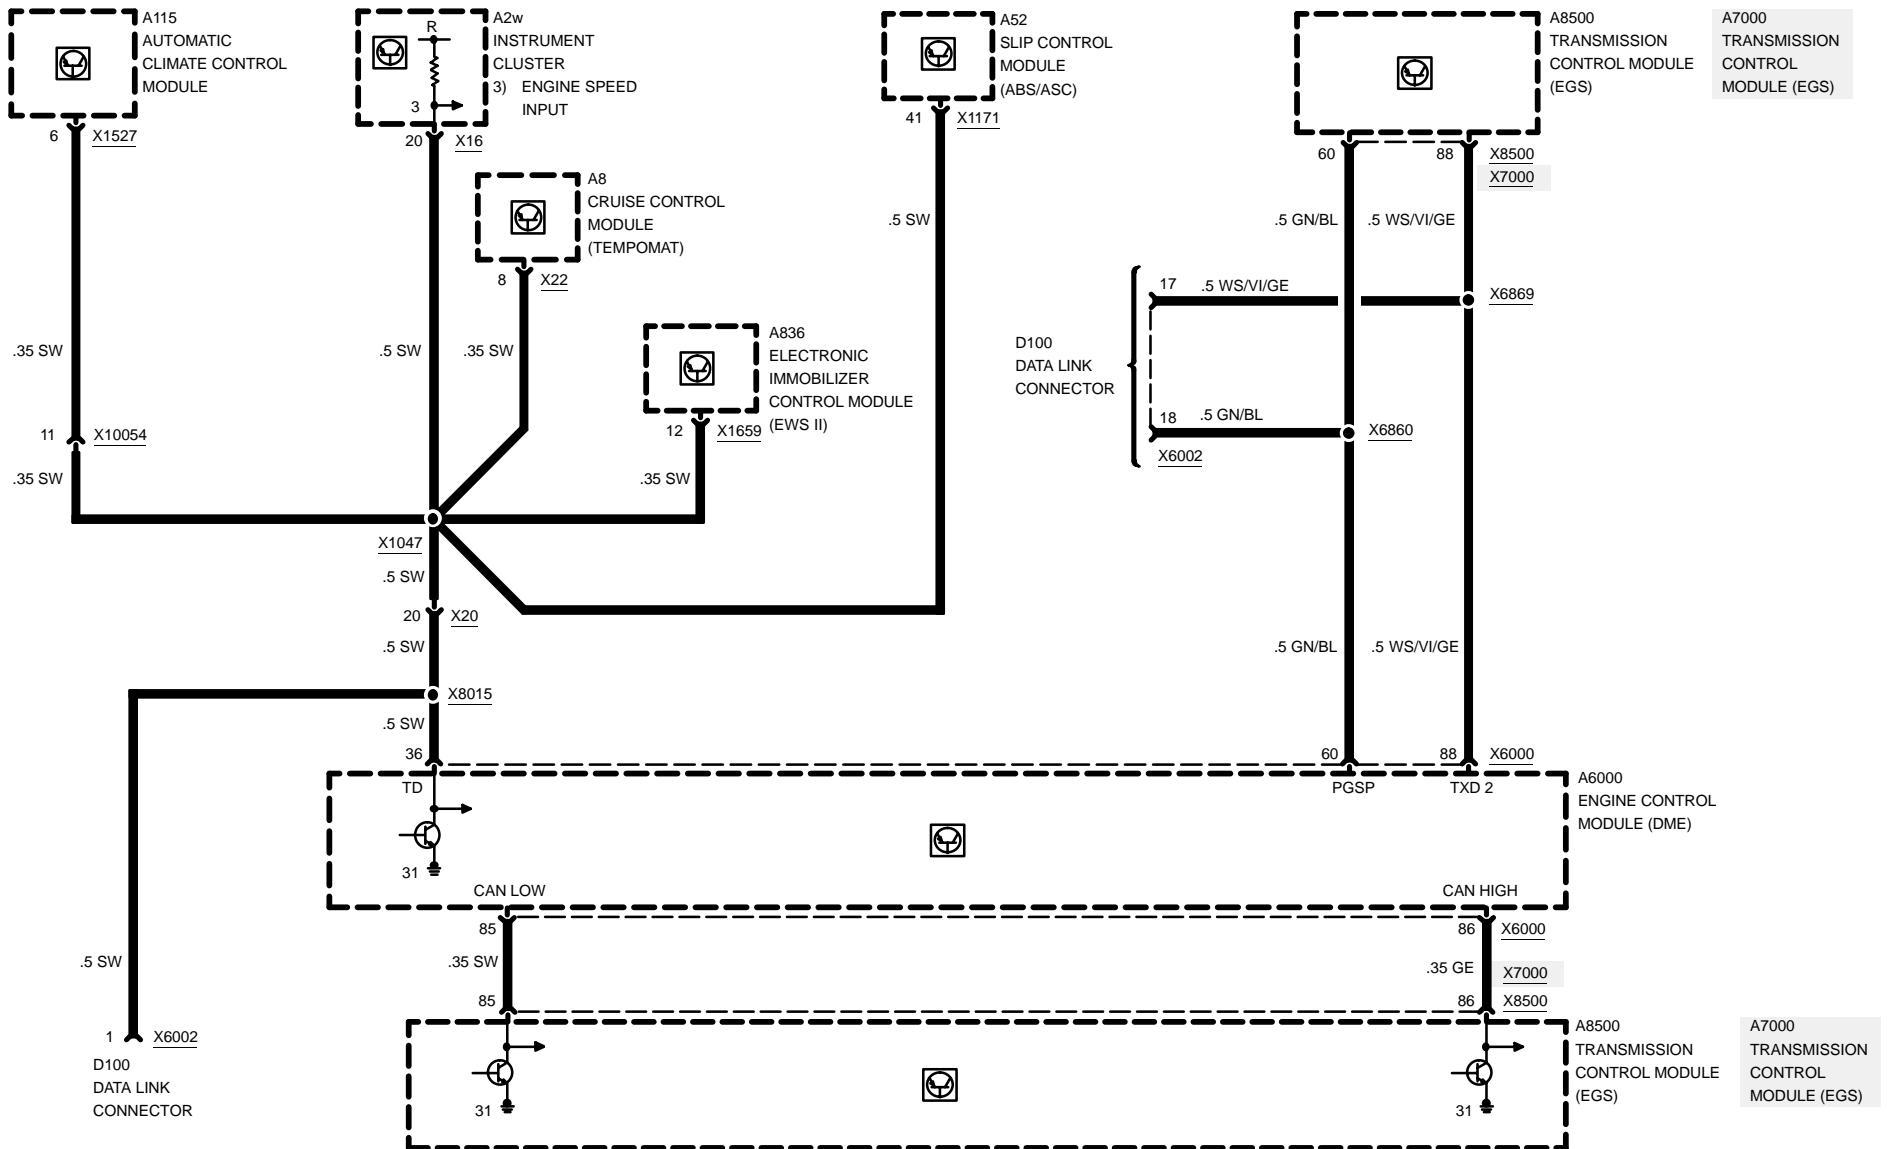 A115
AUTOMATIC
CLIMATE CONTROL
MODULE
6
X1527
R
3
A2w
INSTRUMENT
CLUSTER
3) ENGINE SPEED
INPUT
20
X16
A8
CRUISE CONTROL
MODULE
(TEMPOMAT)
8
X22
A52
SLIP CONTROL
MODULE
(ABS/ASC)
41
X1171
A8500
TRANSMISSION
CONTROL MODULE
(EGS)
A7000
TRANSMISSION
CONTROL
MODULE (EGS)
60
88
X8500
X7000
.5 SW
.5 GN/BL
.5 WS/VI/GE
17
.5 WS/VI/GE
X6869
D100
DATA LINK
CONNECTOR
18
.5 GN/BL
X6860
X6002
A836
ELECTRONIC
IMMOBILIZER
CONTROL MODULE
(EWS II)
12
X1659
.35 SW
.5 SW
.35 SW
11
X10054
.35 SW
.35 SW
X1047
.5 SW
20
X20
.5 SW
X8015
.5 SW
.5 GN/BL
.5 WS/VI/GE
36
60
88
X6000
TD
PGSP
TXD 2
A6000
ENGINE CONTROL
MODULE (DME)
31
CAN LOW
CAN HIGH
85
86
X6000
.5 SW
.35 SW
.35 GE
X7000
85
86
X8500
1
X6002
D100
DATA LINK
CONNECTOR
31
31
A8500
TRANSMISSION
CONTROL MODULE
(EGS)
A7000
TRANSMISSION
CONTROL
MODULE (EGS)